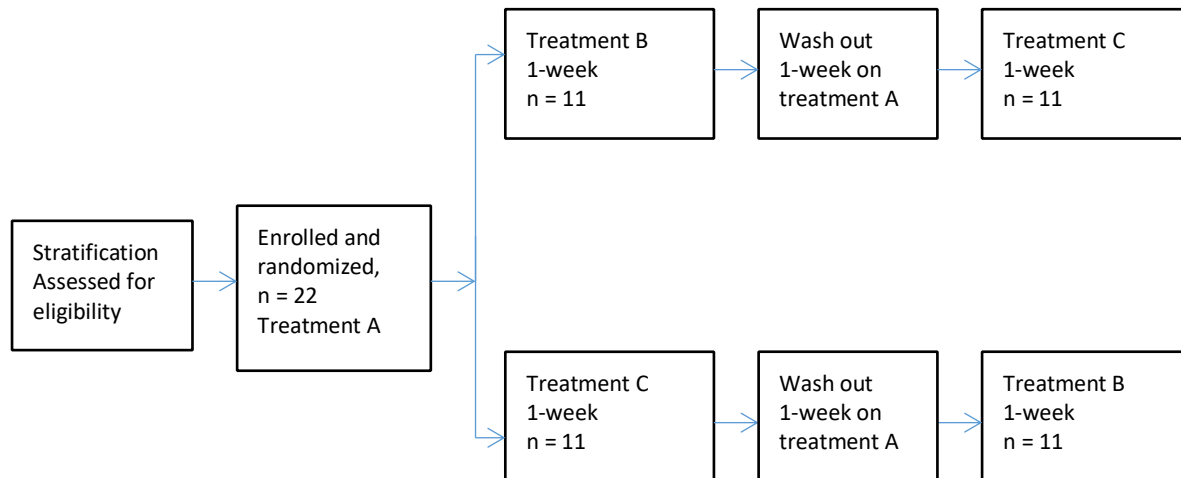 Stratification
Assessed for
eligibility
Enrolled and
randomized,
n = 22
Treatment A
Treatment B
1-week
n = 11
Wash out
1-week on
treatment A
Treatment C
1-week
n = 11
Treatment C
1-week
n = 11
Wash out
1-week on
treatment A
Treatment B
1-week
n = 11